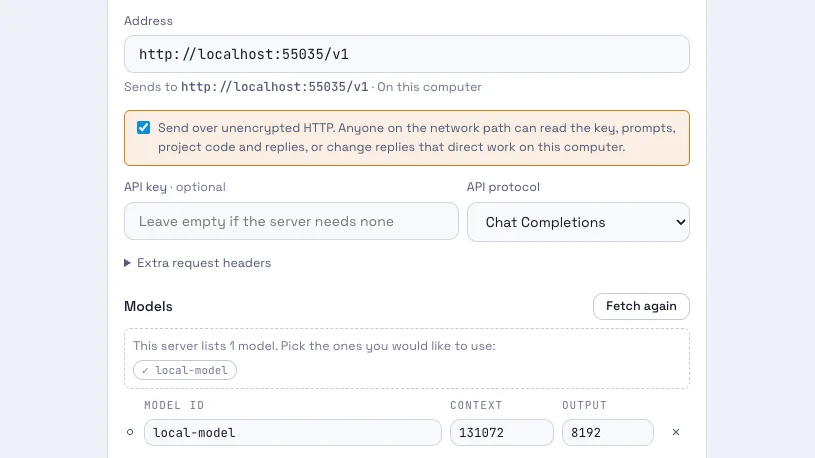 Address
http://localhost:55035/v1
Sends to http://localhost:55035/v1 · On this computer
Send over unencrypted HTTP. Anyone on the network path can read the key, prompts,
project code and replies, or change replies that direct work on this computer.
API key · optional
API protocol
Leave empty if the server needs none
Chat Completions
Extra request headers
Models
Fetch again
This server lists 1 model. Pick the ones you would like to use:
✓ local-model
MODEL ID
CONTEXT
OUTPUT
local-model
131072
8192
×